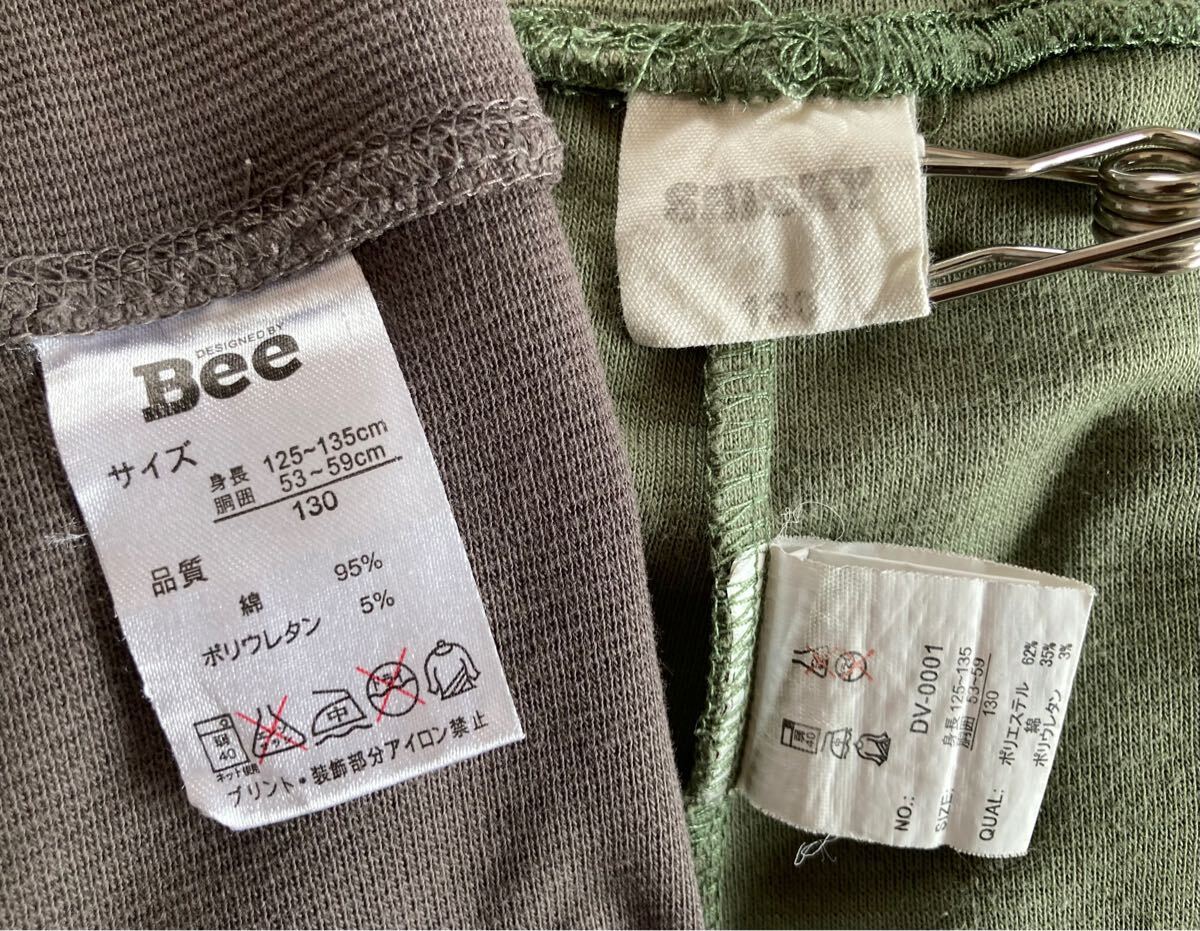 DESIGNED BY
Bee
サイズ
身長 125~135cm
胴囲 53~59cm
130
品質
綿 95%
ポリウレタン 5%
40
中
ネット使用
プリント・装飾部分アイロン禁止
130
NO.: DV-0001
SIZE: 身長 125-135
胴囲 53-59
130
QUAL: ポリエステル 62%
綿 35%
ポリウレタン 3%
40